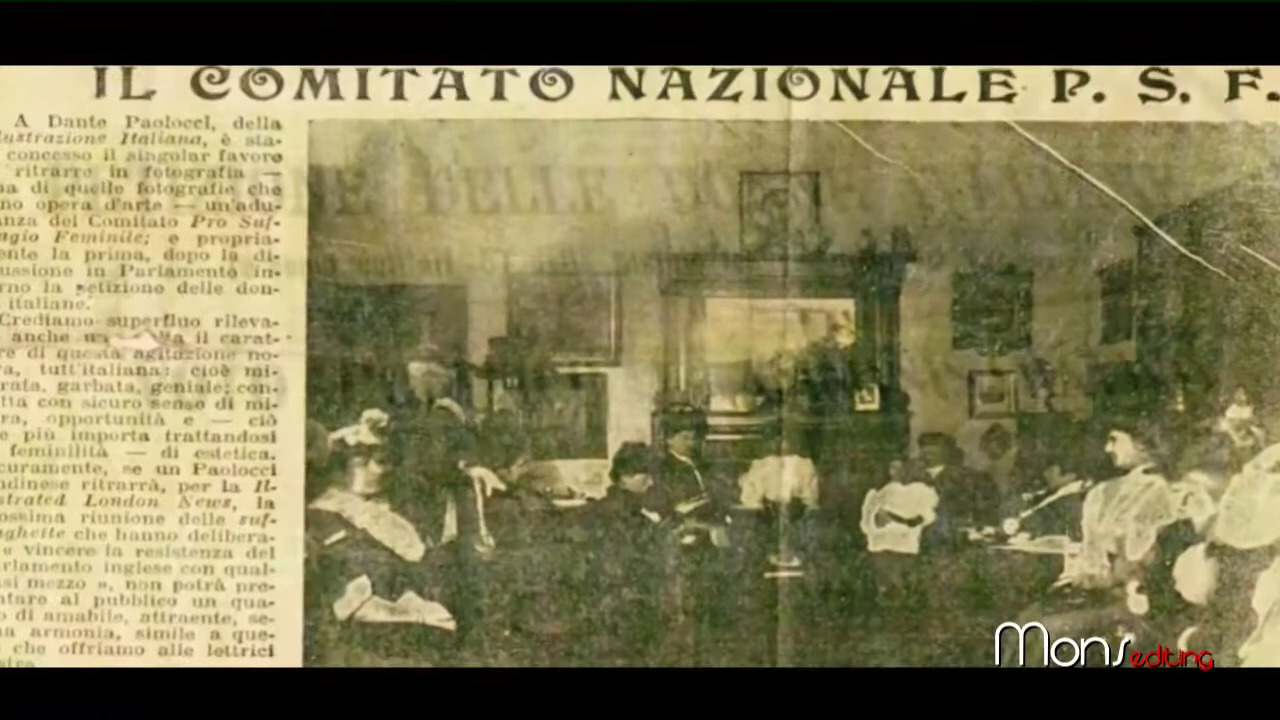 IL COMITATO NAZIONALE P. S. F.
A Dante Paolocci, della
lustrazione Italiana, è sta-
concesso il singular favore
ritrarre in fotografia —
na di quelle fotografie che
no opera d'arte — un'adu-
anza del Comitato Pro Suf-
agio Feminile; e propria-
ente la prima, dopo la di-
ussione in Parlamento in-
rno la petizione delle don-
italiane.
Crediamo superfluo rileva-
anche una il carat-
re di questa agitazione no-
a, tutt'italiana: cioè mi-
rata, garbata, geniale; con-
tta con sicuro senso di mi-
ra, opportunità e — ciò
e più importa trattandosi
femminilità — di estetica.
curamente, se un Paolocci
ndinese ritrarrà, per la Il-
strated London News, la
ossima riunione delle suf-
aghette che hanno delibera-
vincere la resistenza del
arlamento inglese con qual-
si mezzo », non potrà pre-
ntare al pubblico un qua-
o di amabile, attraente, se-
na armonia, simile a que-
che offriamo alle lettrici
Mons editing